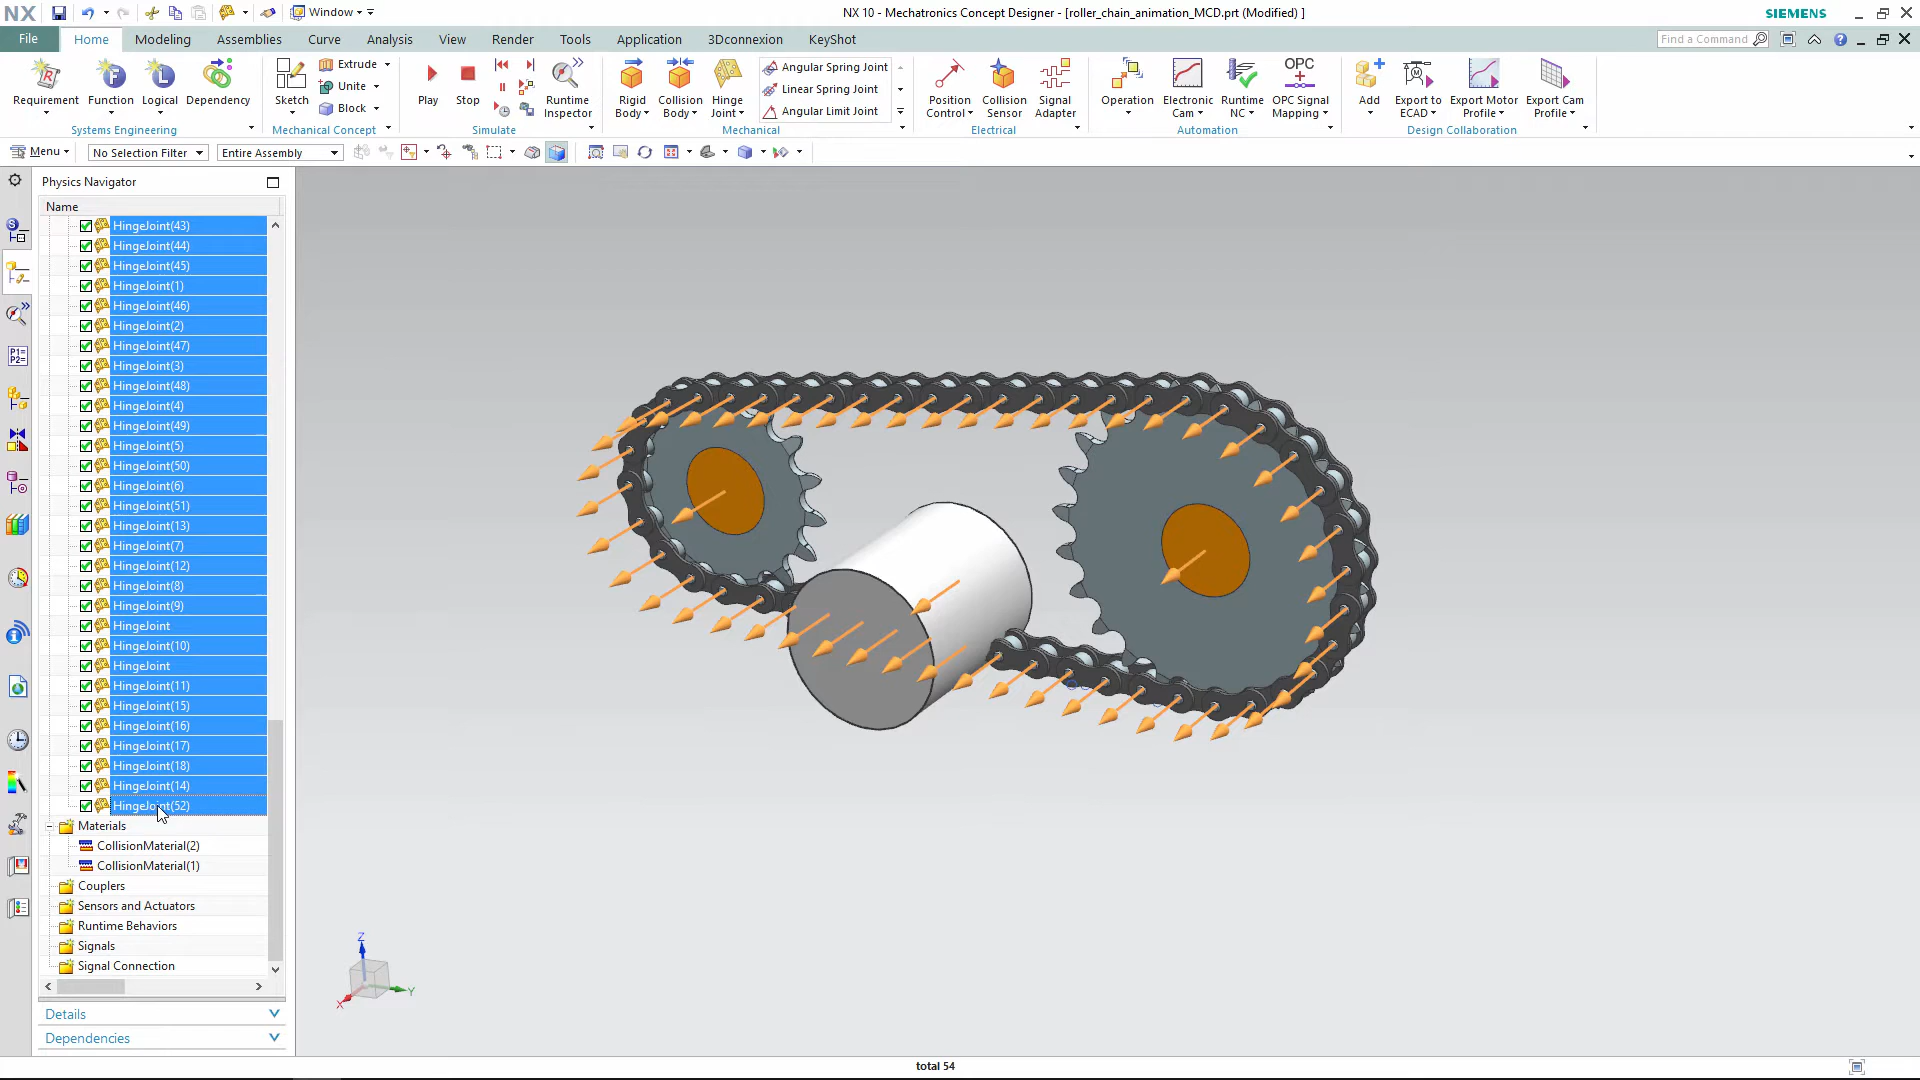 NX
Window
NX 10 - Mechatronics Concept Designer - [roller_chain_animation_MCD.prt (Modified) ]
SIEMENS
File
Home
Modeling
Assemblies
Curve
Analysis
View
Render
Tools
Application
3Dconnexion
KeyShot
Find a Command
Requirement
Function
Logical
Dependency
Systems Engineering
Sketch
Extrude
Unite
Block
Mechanical Concept
Play
Stop
Runtime
Inspector
Simulate
Rigid
Body
Collision
Body
Hinge
Joint
Angular Spring Joint
Linear Spring Joint
Angular Limit Joint
Mechanical
Position
Control
Collision
Sensor
Signal
Adapter
Electrical
Operation
Electronic
Cam
Runtime
NC
OPC
OPC Signal
Mapping
Automation
Add
Export to
ECAD
Export Motor
Profile
Export Cam
Profile
Design Collaboration
Menu
No Selection Filter
Entire Assembly
Physics Navigator
Name
HingeJoint(43)
HingeJoint(44)
HingeJoint(45)
HingeJoint(1)
HingeJoint(46)
HingeJoint(2)
HingeJoint(47)
HingeJoint(3)
HingeJoint(48)
HingeJoint(4)
HingeJoint(49)
HingeJoint(5)
HingeJoint(50)
HingeJoint(6)
HingeJoint(51)
HingeJoint(13)
HingeJoint(7)
HingeJoint(12)
HingeJoint(8)
HingeJoint(9)
HingeJoint
HingeJoint(10)
HingeJoint
HingeJoint(11)
HingeJoint(15)
HingeJoint(16)
HingeJoint(17)
HingeJoint(18)
HingeJoint(14)
HingeJoint(52)
Materials
CollisionMaterial(2)
CollisionMaterial(1)
Couplers
Sensors and Actuators
Runtime Behaviors
Signals
Signal Connection
Details
Dependencies
Z
Y
X
total 54